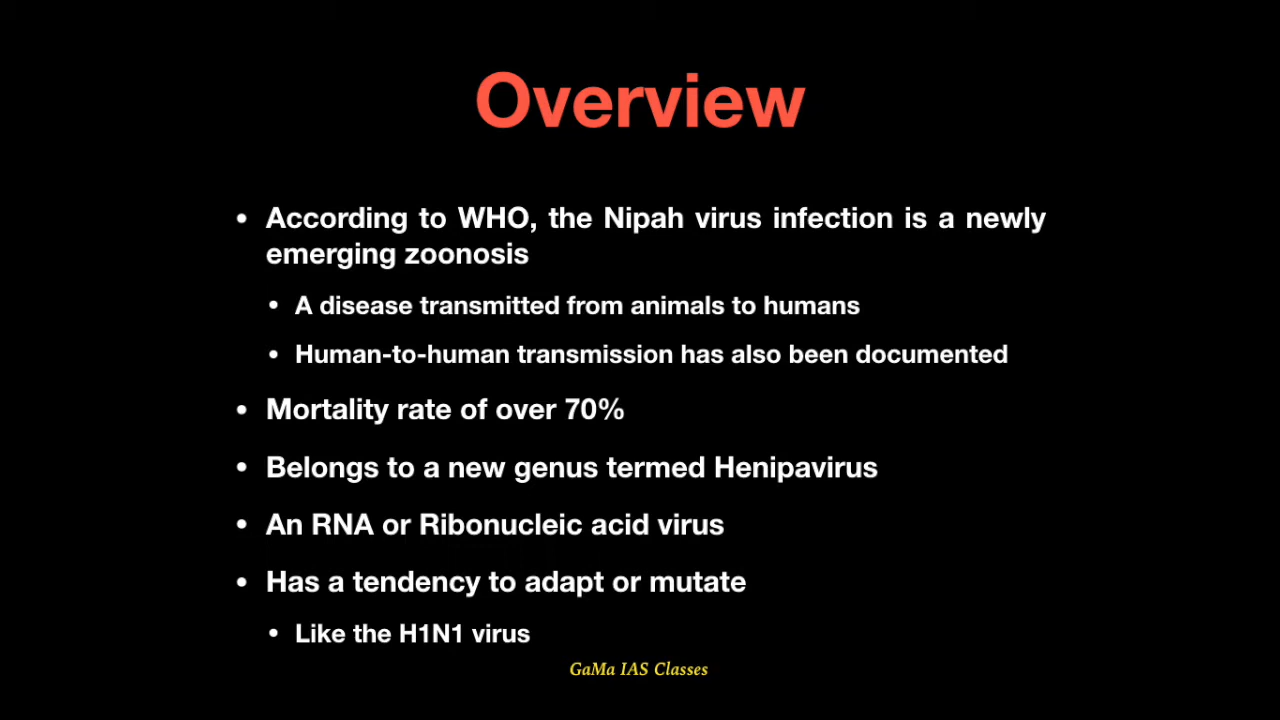 Overview
• According to WHO, the Nipah virus infection is a newly
emerging zoonosis
• A disease transmitted from animals to humans
• Human-to-human transmission has also been documented
• Mortality rate of over 70%
• Belongs to a new genus termed Henipavirus
• An RNA or Ribonucleic acid virus
• Has a tendency to adapt or mutate
• Like the H1N1 virus
GaMa IAS Classes